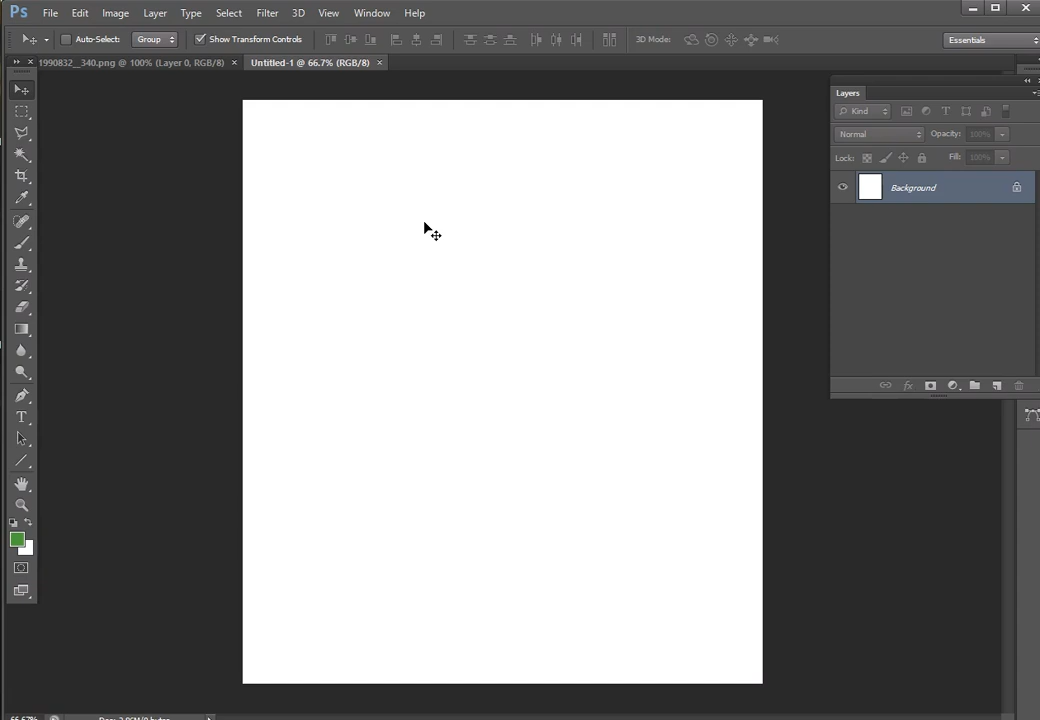 Ps File Edit Image Layer Type Select Filter 3D View Window Help
Auto-Select: Group Show Transform Controls 3D Mode: Essentials
1990832__340.png @ 100% (Layer 0, RGB/8) × Untitled-1 @ 66.7% (RGB/8) ×
Layers
Kind
Normal Opacity: 100%
Lock: Fill: 100%
Background
T
66.67%